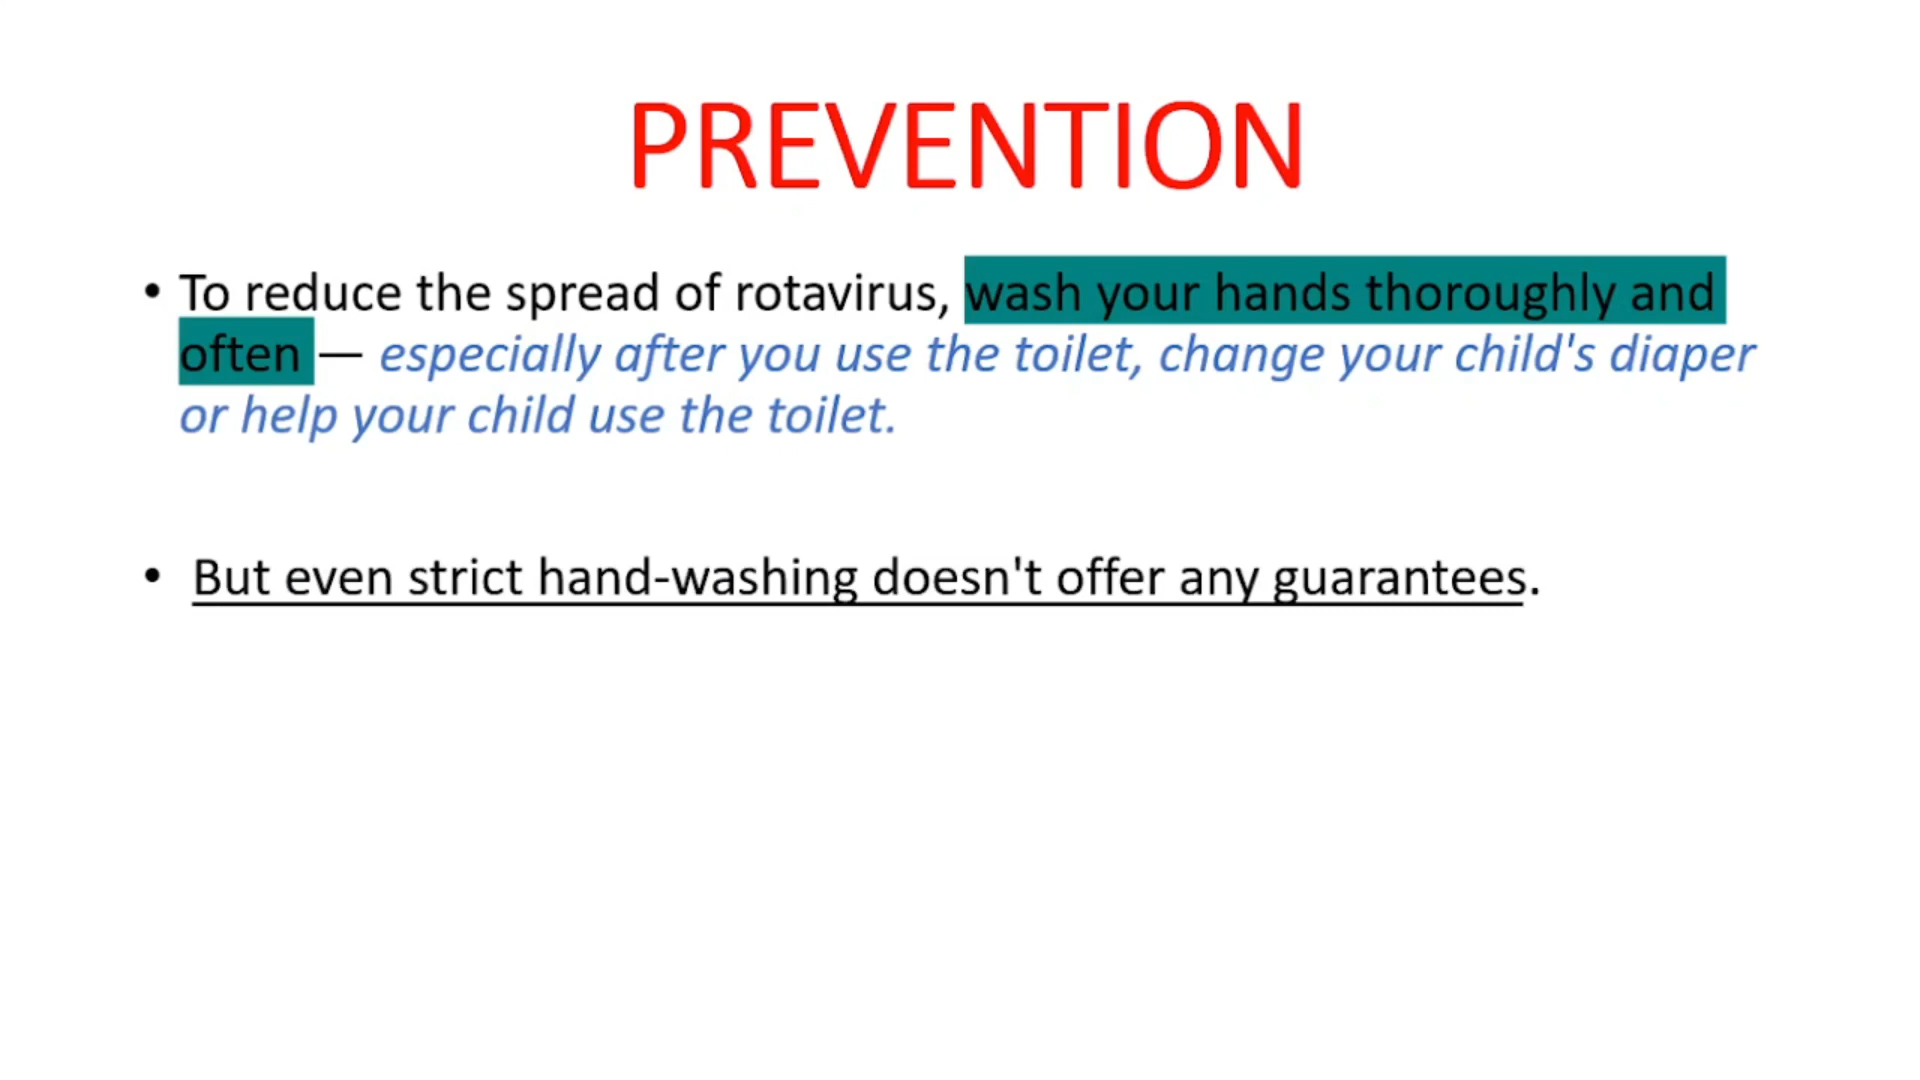 PREVENTION
• To reduce the spread of rotavirus, wash your hands thoroughly and
often — especially after you use the toilet, change your child's diaper
or help your child use the toilet.
• But even strict hand-washing doesn't offer any guarantees.